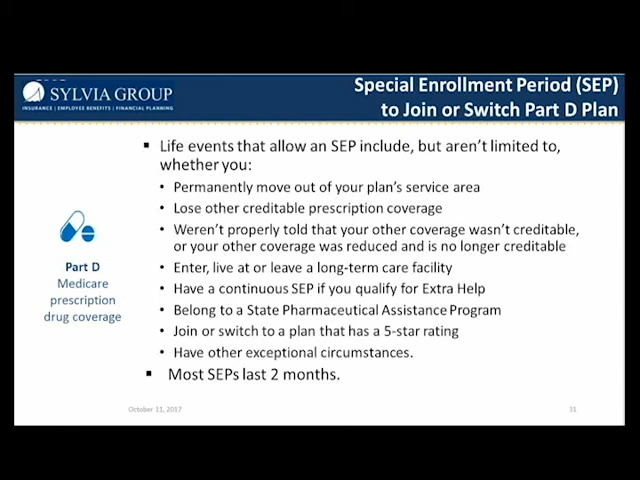 SYLVIA GROUP
INSURANCE | EMPLOYEE BENEFITS | FINANCIAL PLANNING
Special Enrollment Period (SEP)
to Join or Switch Part D Plan
▪ Life events that allow an SEP include, but aren't limited to,
whether you:
• Permanently move out of your plan's service area
• Lose other creditable prescription coverage
• Weren't properly told that your other coverage wasn't creditable,
or your other coverage was reduced and is no longer creditable
• Enter, live at or leave a long-term care facility
• Have a continuous SEP if you qualify for Extra Help
• Belong to a State Pharmaceutical Assistance Program
• Join or switch to a plan that has a 5-star rating
• Have other exceptional circumstances.
▪ Most SEPs last 2 months.
Part D
Medicare
prescription
drug coverage
October 11, 2017
31